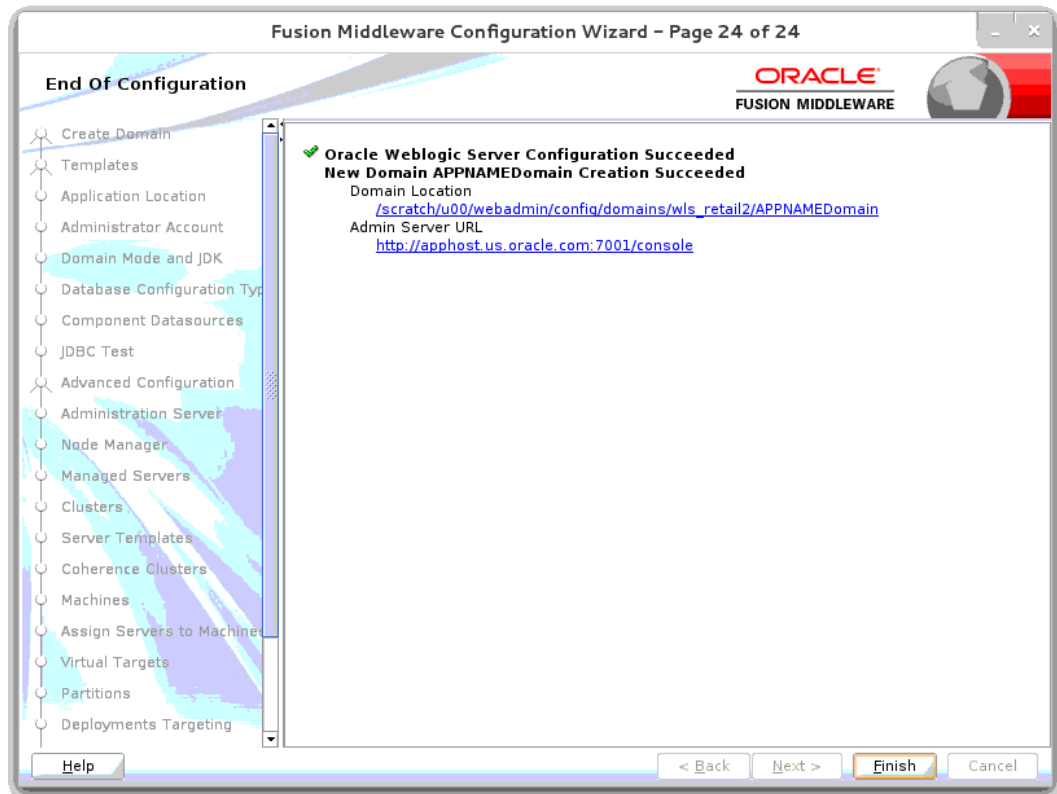 Fusion Middleware Configuration Wizard – Page 24 of 24
End Of Configuration
ORACLE
FUSION MIDDLEWARE
Create Domain
Templates
Application Location
Administrator Account
Domain Mode and JDK
Database Configuration Typ
Component Datasources
JDBC Test
Advanced Configuration
Administration Server
Node Manager
Managed Servers
Clusters
Server Templates
Coherence Clusters
Machines
Assign Servers to Machines
Virtual Targets
Partitions
Deployments Targeting
Oracle Weblogic Server Configuration Succeeded
New Domain APPNAMEDomain Creation Succeeded
Domain Location
/scratch/u00/webadmin/config/domains/wls_retail2/APPNAMEDomain
Admin Server URL
http://apphost.us.oracle.com:7001/console
Help
< Back
Next >
Finish
Cancel